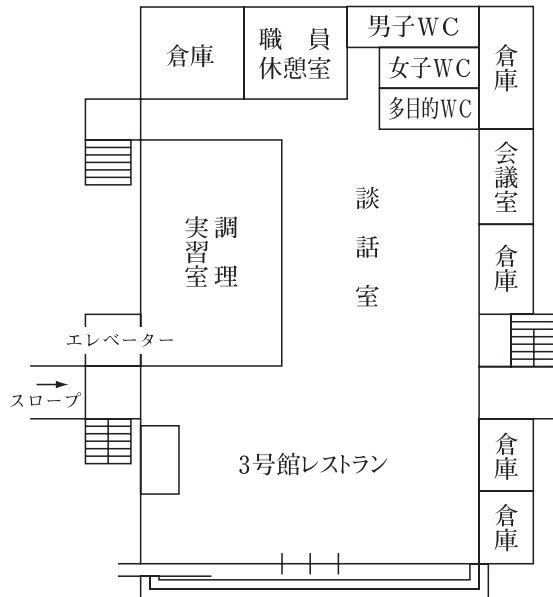 倉庫
職員
休憩室
男子WC
女子WC
多目的WC
倉庫
会議室
倉庫
談話室
調理
実習室
エレベーター
スロープ
3号館レストラン
倉庫
倉庫